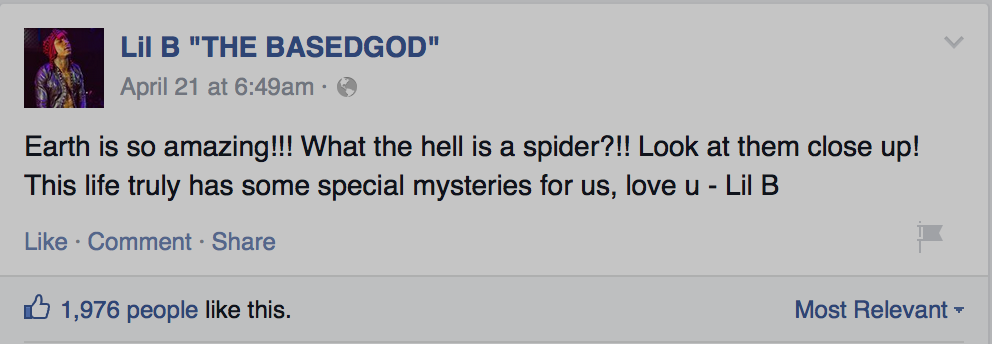 Lil B "THE BASEDGOD"
April 21 at 6:49am ·
Earth is so amazing!!! What the hell is a spider?!! Look at them close up!
This life truly has some special mysteries for us, love u - Lil B
Like · Comment · Share
1,976 people like this.
Most Relevant